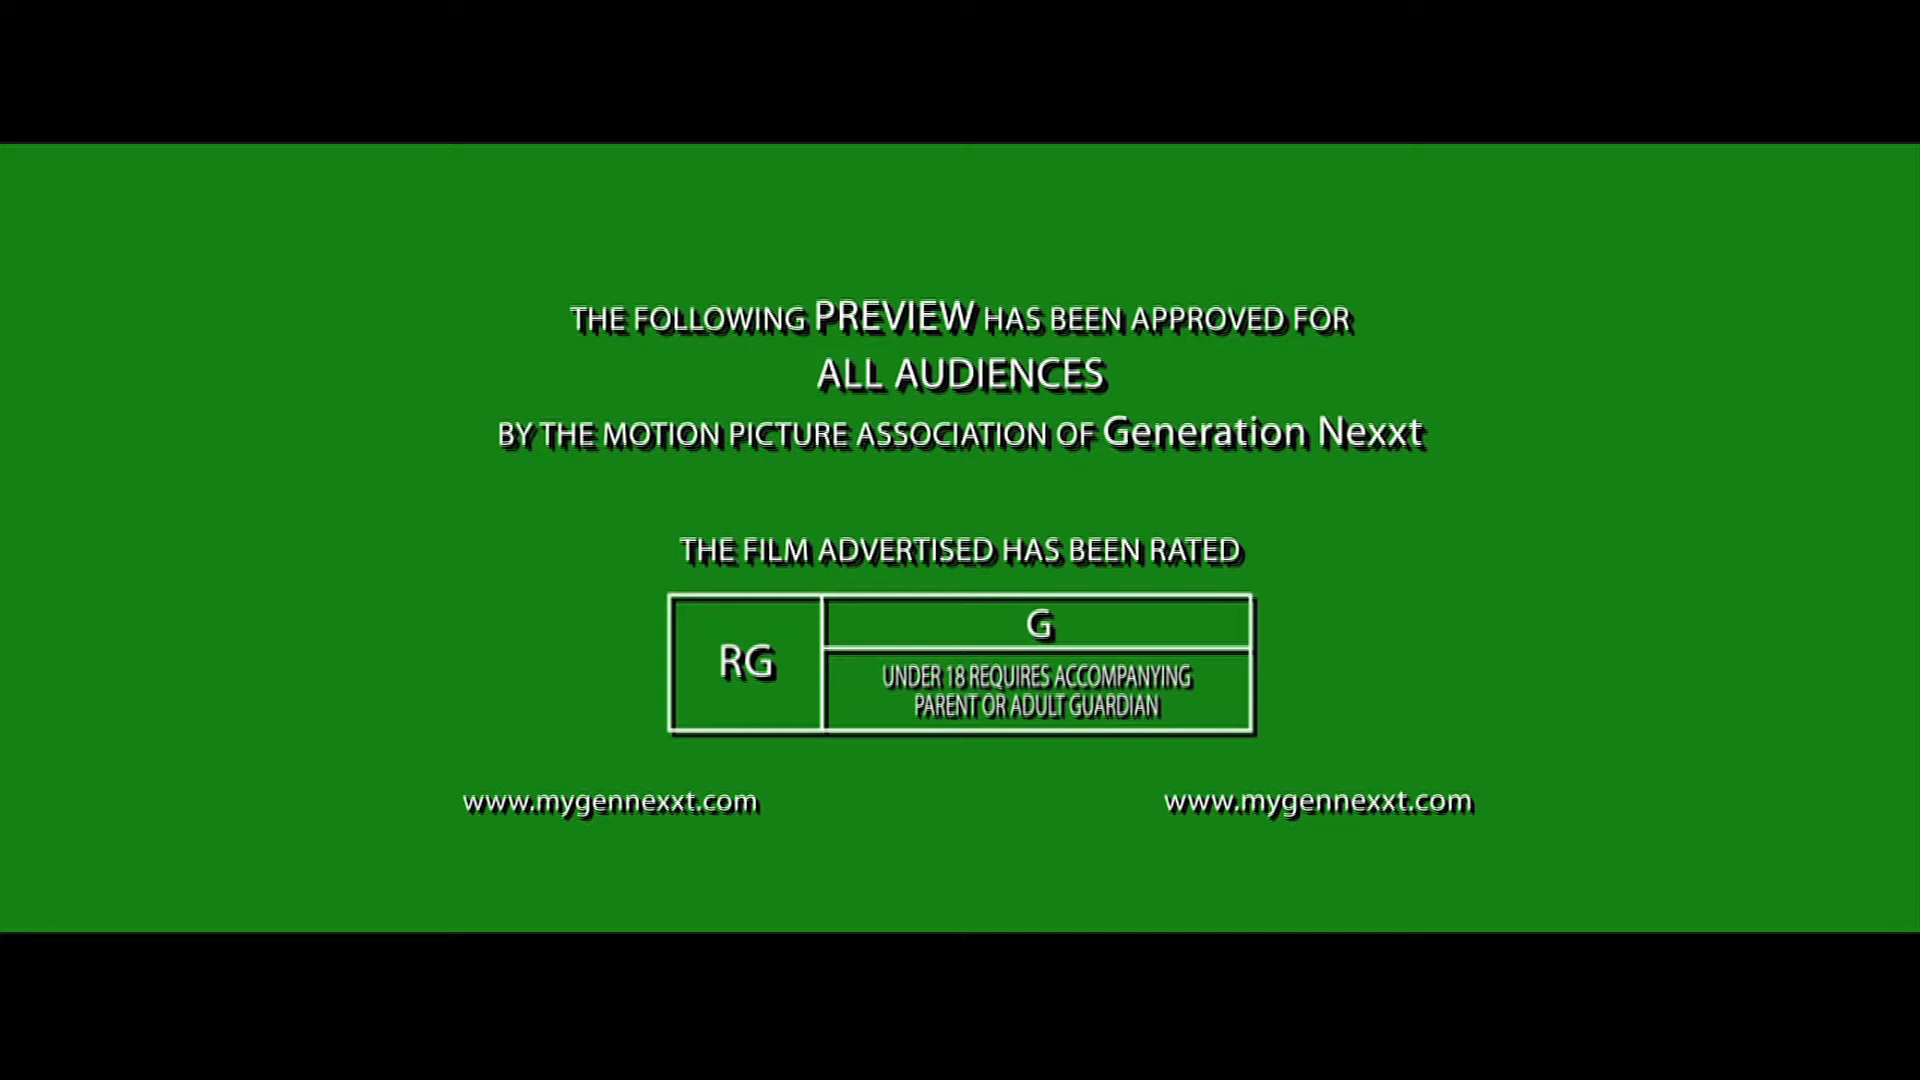 THE FOLLOWING PREVIEW HAS BEEN APPROVED FOR
ALL AUDIENCES
BY THE MOTION PICTURE ASSOCIATION OF Generation Nexxt
THE FILM ADVERTISED HAS BEEN RATED
RG
G
UNDER 18 REQUIRES ACCOMPANYING
PARENT OR ADULT GUARDIAN
www.mygennexxt.com
www.mygennexxt.com